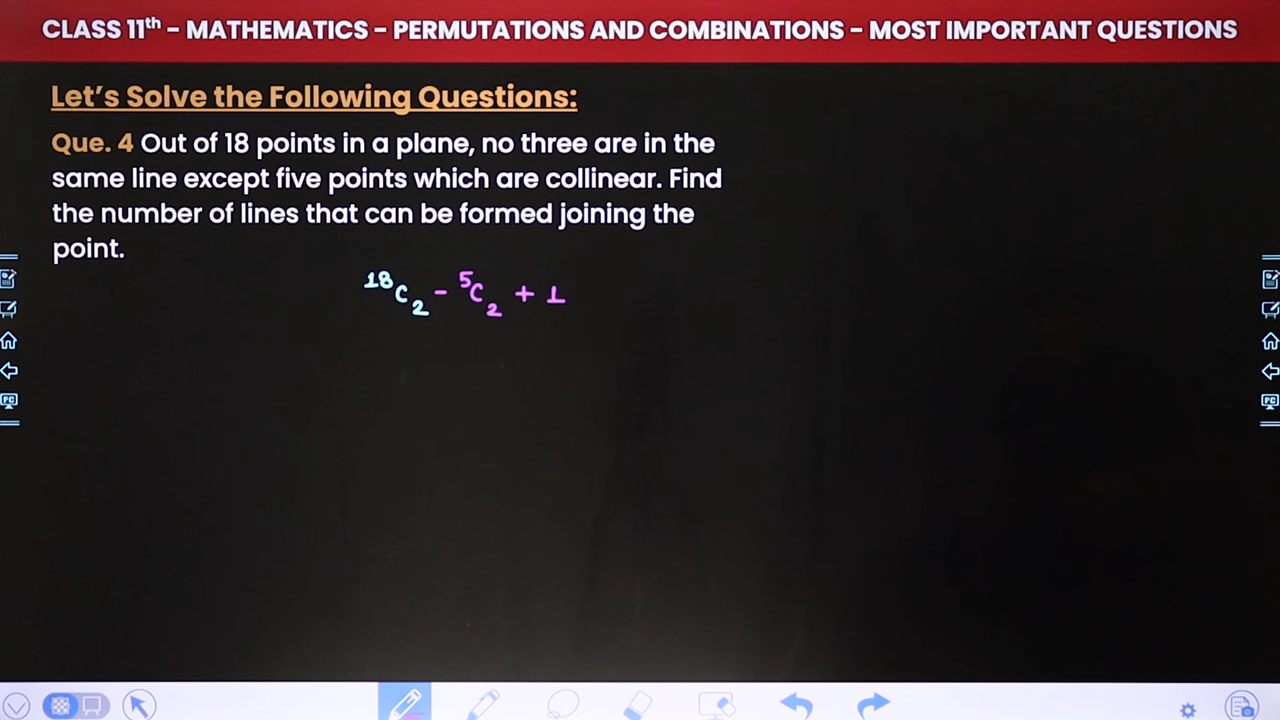 CLASS 11th – MATHEMATICS – PERMUTATIONS AND COMBINATIONS – MOST IMPORTANT QUESTIONS
Let's Solve the Following Questions:
Que. 4 Out of 18 points in a plane, no three are in the
same line except five points which are collinear. Find
the number of lines that can be formed joining the
point.
¹⁸C₂ - ⁵C₂ + 1